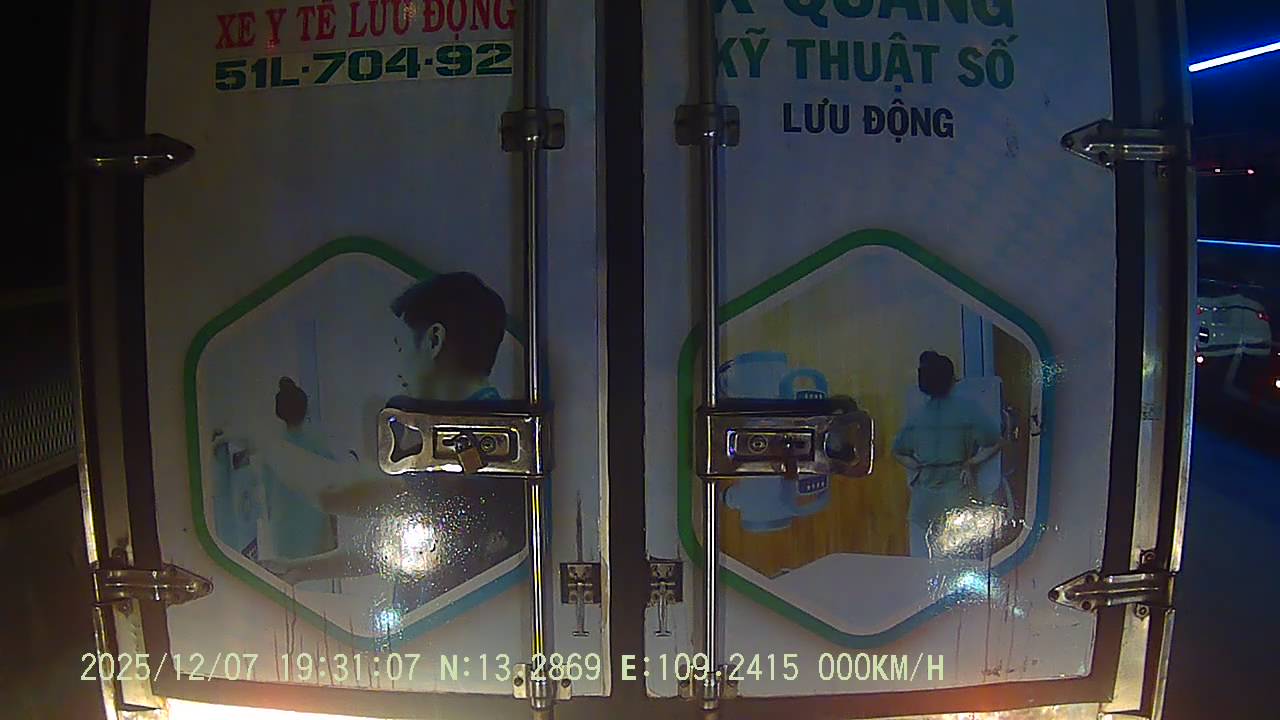 XE Y TẾ LƯU ĐỘNG
51L-704-92
X QUANG
KỸ THUẬT SỐ
LƯU ĐỘNG
2025/12/07 19:31:07 N:13.2869 E:109.2415 000KM/H